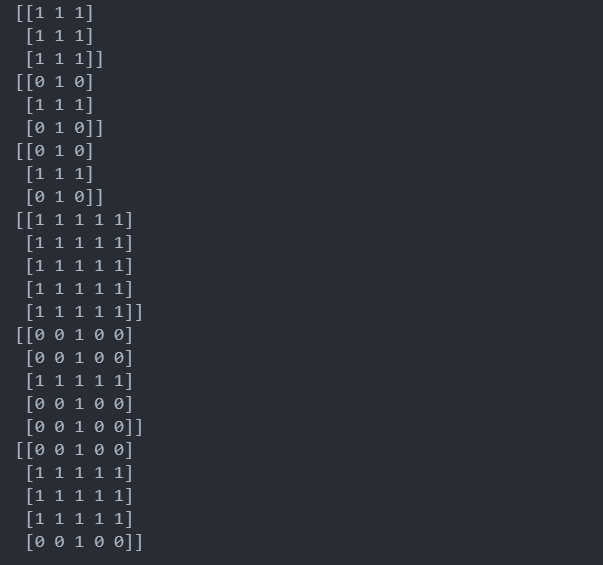 [[1 1 1]
 [1 1 1]
 [1 1 1]]
[[0 1 0]
 [1 1 1]
 [0 1 0]]
[[0 1 0]
 [1 1 1]
 [0 1 0]]
[[1 1 1 1 1]
 [1 1 1 1 1]
 [1 1 1 1 1]
 [1 1 1 1 1]
 [1 1 1 1 1]]
[[0 0 1 0 0]
 [0 0 1 0 0]
 [1 1 1 1 1]
 [0 0 1 0 0]
 [0 0 1 0 0]]
[[0 0 1 0 0]
 [1 1 1 1 1]
 [1 1 1 1 1]
 [1 1 1 1 1]
 [0 0 1 0 0]]